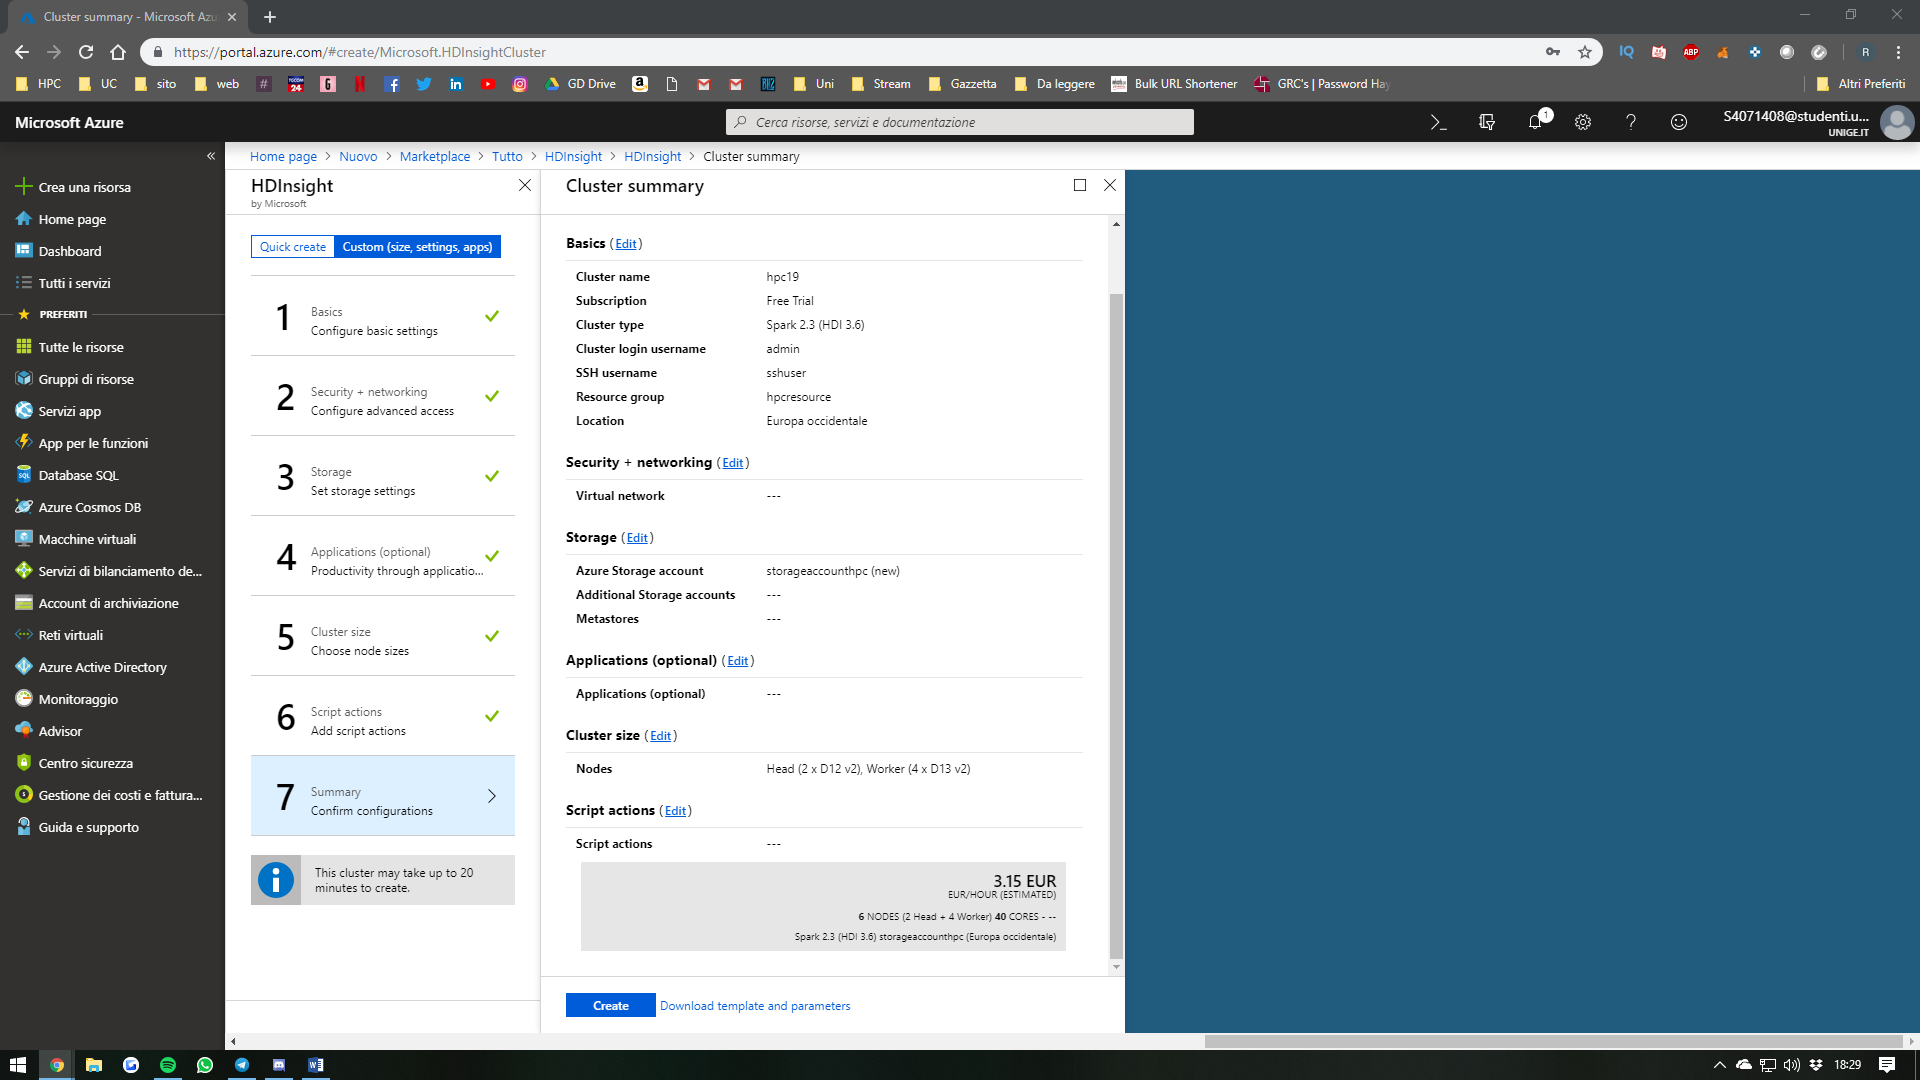 Cluster summary - Microsoft Azu
https://portal.azure.com/#create/Microsoft.HDInsightCluster
HPC
UC
sito
web
GD Drive
Uni
Stream
Gazzetta
Da leggere
Bulk URL Shortener
GRC's | Password Hay
Altri Preferiti
Microsoft Azure
Cerca risorse, servizi e documentazione
1
S4071408@studenti.u...
UNIGE.IT
Home page > Nuovo > Marketplace > Tutto > HDInsight > HDInsight > Cluster summary
Crea una risorsa
Home page
Dashboard
Tutti i servizi
PREFERITI
Tutte le risorse
Gruppi di risorse
Servizi app
App per le funzioni
Database SQL
Azure Cosmos DB
Macchine virtuali
Servizi di bilanciamento de...
Account di archiviazione
Reti virtuali
Azure Active Directory
Monitoraggio
Advisor
Centro sicurezza
Gestione dei costi e fattura...
Guida e supporto
HDInsight
by Microsoft
Quick create
Custom (size, settings, apps)
1
Basics
Configure basic settings
2
Security + networking
Configure advanced access
3
Storage
Set storage settings
4
Applications (optional)
Productivity through applicatio...
5
Cluster size
Choose node sizes
6
Script actions
Add script actions
7
Summary
Confirm configurations
This cluster may take up to 20
minutes to create.
Cluster summary
Basics (Edit)
Cluster name hpc19
Subscription Free Trial
Cluster type Spark 2.3 (HDI 3.6)
Cluster login username admin
SSH username sshuser
Resource group hpcresource
Location Europa occidentale
Security + networking (Edit)
Virtual network ---
Storage (Edit)
Azure Storage account storageaccounthpc (new)
Additional Storage accounts ---
Metastores ---
Applications (optional) (Edit)
Applications (optional) ---
Cluster size (Edit)
Nodes Head (2 x D12 v2), Worker (4 x D13 v2)
Script actions (Edit)
Script actions ---
3.15 EUR
EUR/HOUR (ESTIMATED)
6 NODES (2 Head + 4 Worker) 40 CORES - --
Spark 2.3 (HDI 3.6) storageaccounthpc (Europa occidentale)
Create
Download template and parameters
18:29